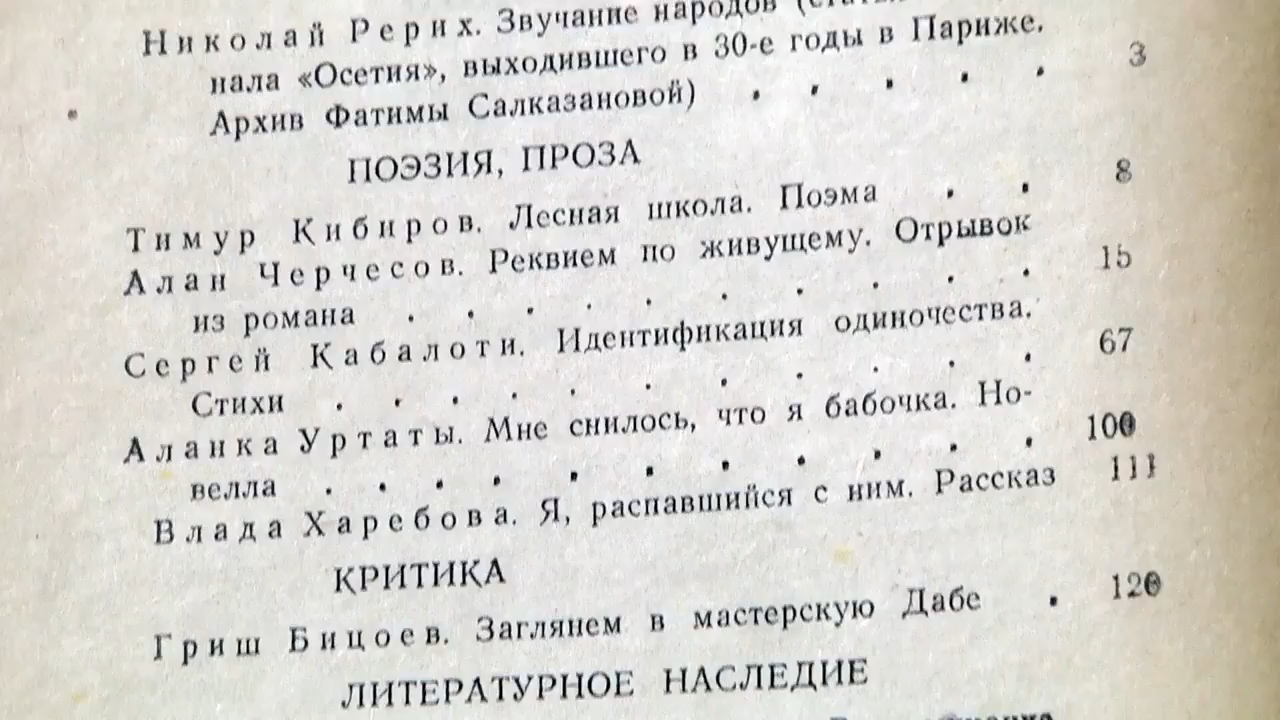 Николай Рерих. Звучание народов
нала «Осетия», выходившего в 30-е годы в Париже.
Архив Фатимы Салказановой) . . . . . 3
ПОЭЗИЯ, ПРОЗА
Тимур Кибиров. Лесная школа. Поэма . . 8
Алан Черчесов. Реквием по живущему. Отрывок
из романа . . . . . . . . . 15
Сергей Кабалоти. Идентификация одиночества.
Стихи . . . . . . . . . . 67
Аланка Уртаты. Мне снилось, что я бабочка. Но-
велла . . . . . . . . . . 100
Влада Харебова. Я, распавшийся с ним. Рассказ 111
КРИТИКА
Гриш Бицоев. Заглянем в мастерскую Дабе . 120
ЛИТЕРАТУРНОЕ НАСЛЕДИЕ